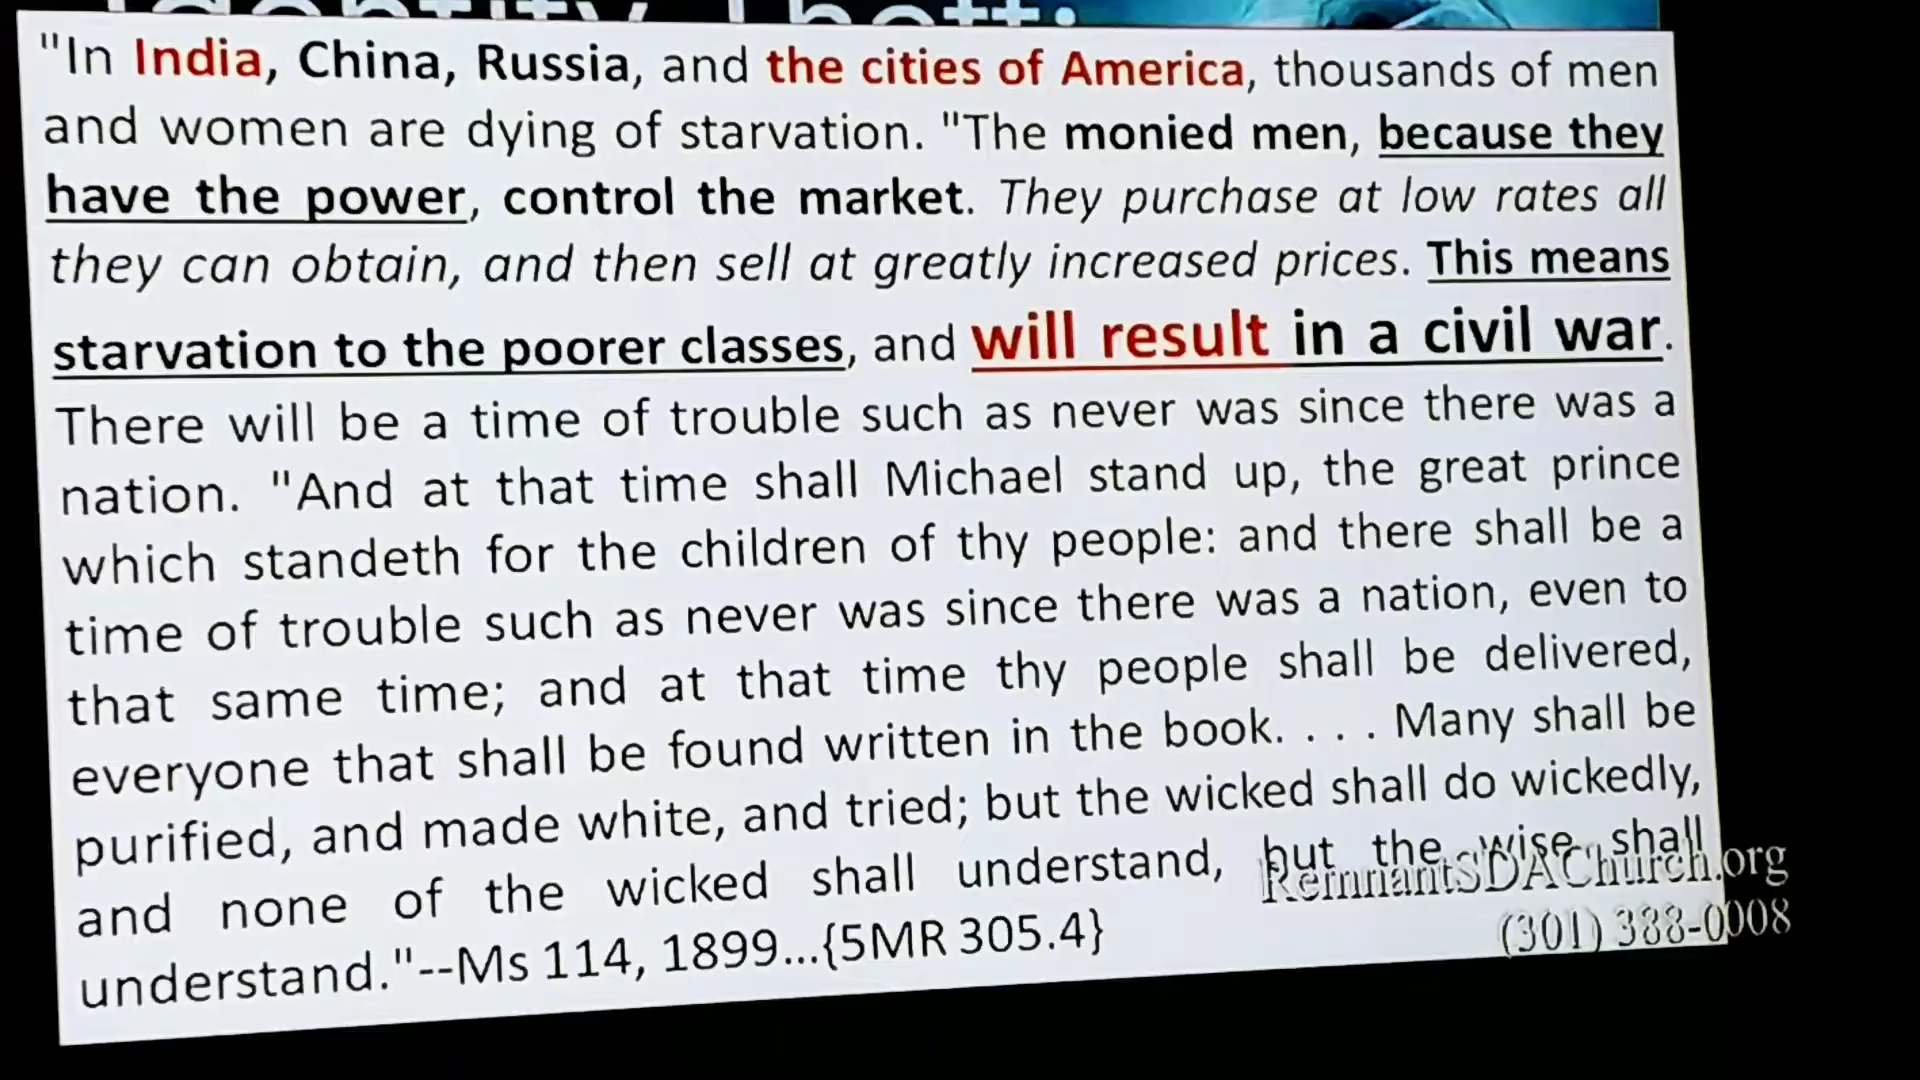 Identity Theft:
"In India, China, Russia, and the cities of America, thousands of men
and women are dying of starvation. "The monied men, because they
have the power, control the market. They purchase at low rates all
they can obtain, and then sell at greatly increased prices. This means
starvation to the poorer classes, and will result in a civil war.
There will be a time of trouble such as never was since there was a
nation. "And at that time shall Michael stand up, the great prince
which standeth for the children of thy people: and there shall be a
time of trouble such as never was since there was a nation, even to
that same time; and at that time thy people shall be delivered,
everyone that shall be found written in the book. . . . Many shall be
purified, and made white, and tried; but the wicked shall do wickedly,
and none of the wicked shall understand, but the wise shall
understand."--Ms 114, 1899...{5MR 305.4}
RemnantSDAChurch.org
(301) 388-0008